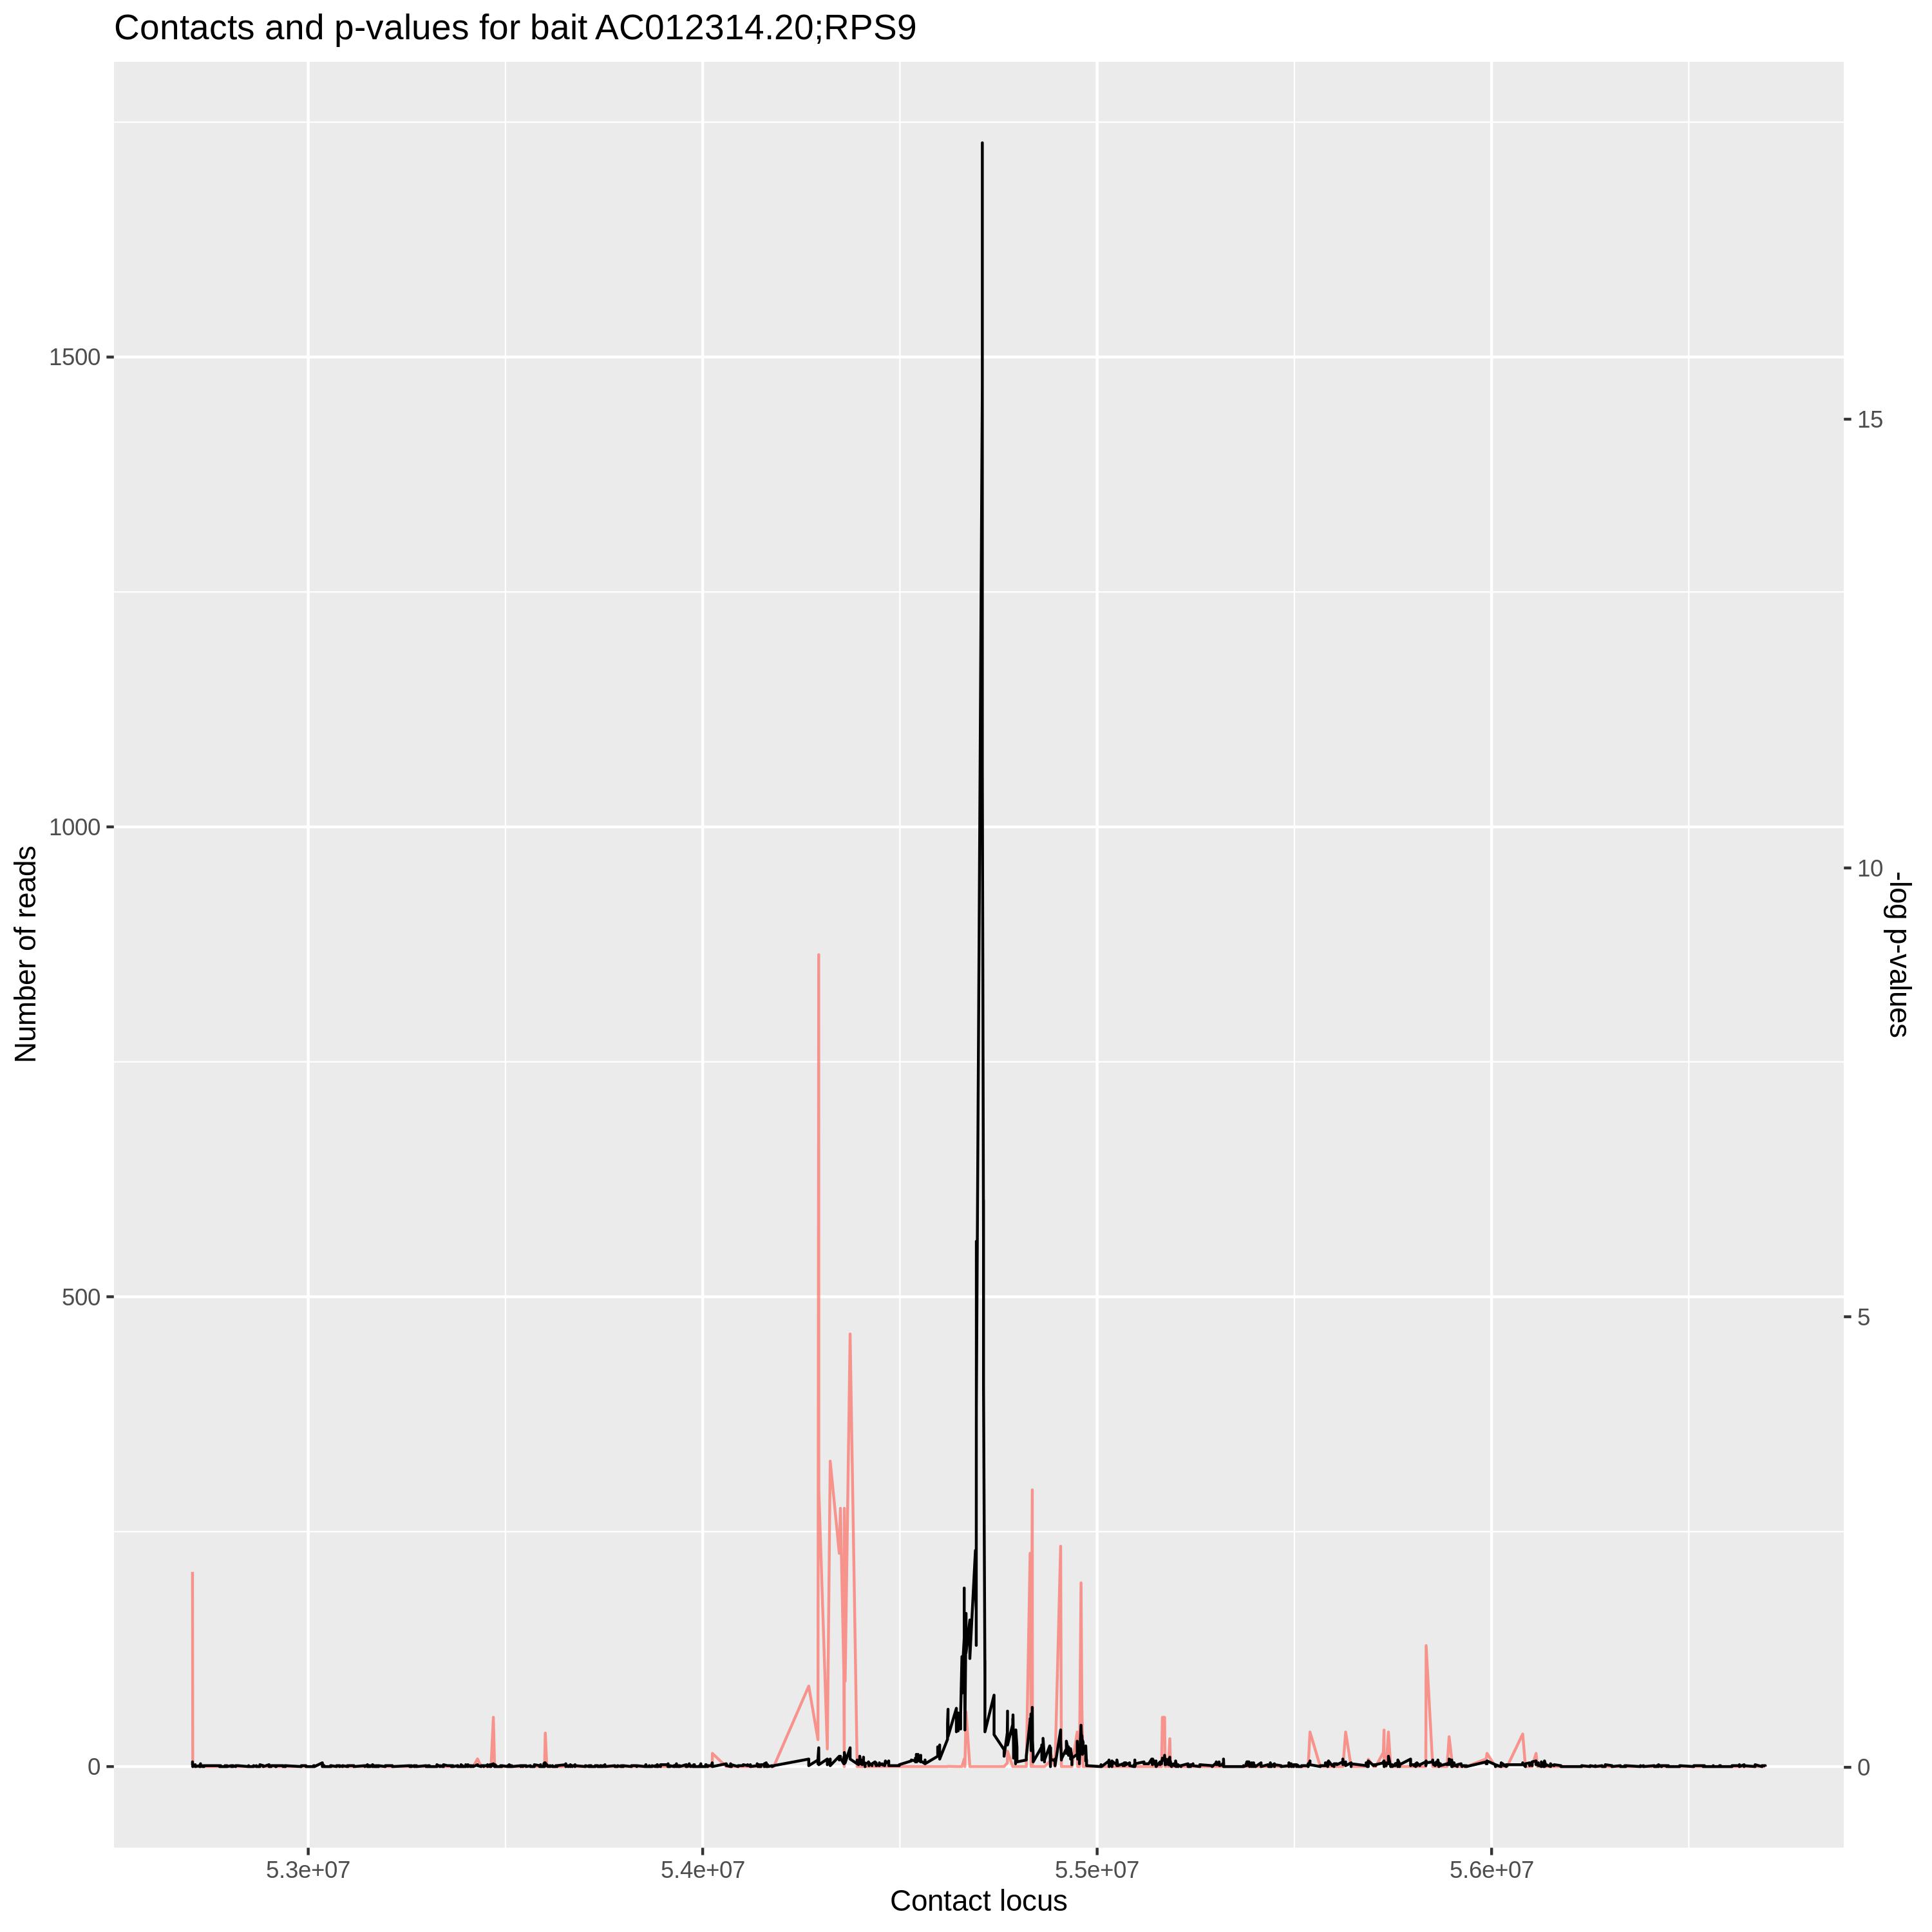 Contacts and p-values for bait AC012314.20;RPS9
Number of reads
1500
1000
500
0
15
10
5
0
-log p-values
5.3e+07
5.4e+07
5.5e+07
5.6e+07
Contact locus